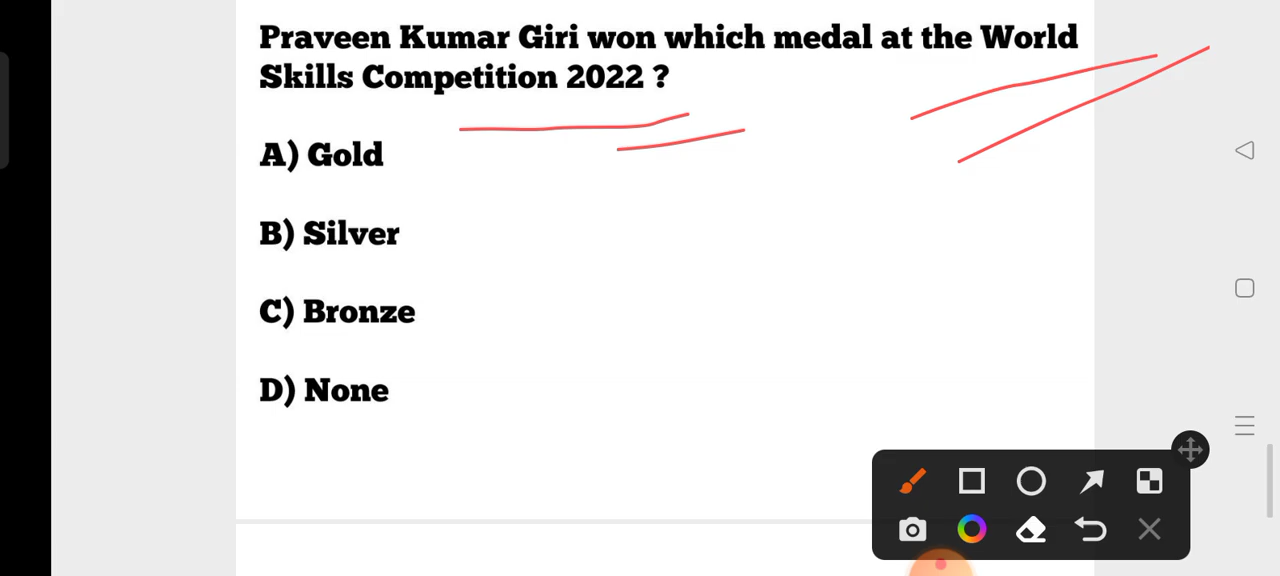 Praveen Kumar Giri won which medal at the World
Skills Competition 2022 ?
A) Gold
B) Silver
C) Bronze
D) None